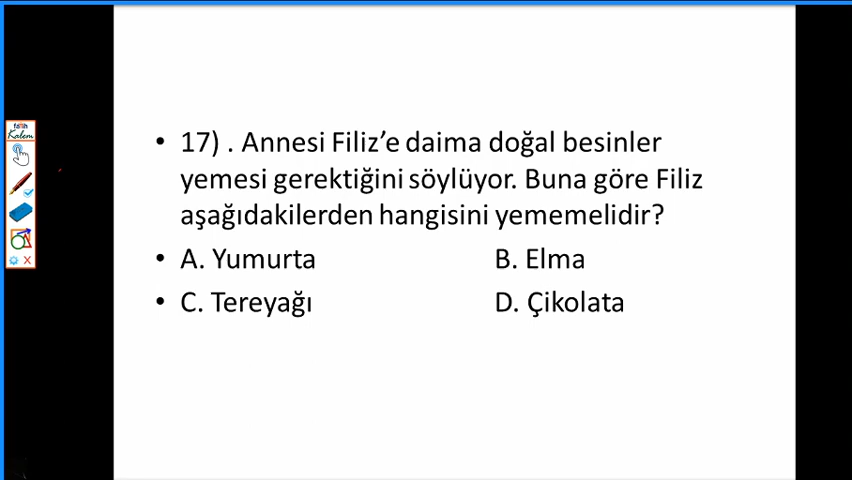 fatih
Kalem
• 17) . Annesi Filiz’e daima doğal besinler
yemesi gerektiğini söylüyor. Buna göre Filiz
aşağıdakilerden hangisini yememelidir?
• A. Yumurta B. Elma
• C. Tereyağı D. Çikolata